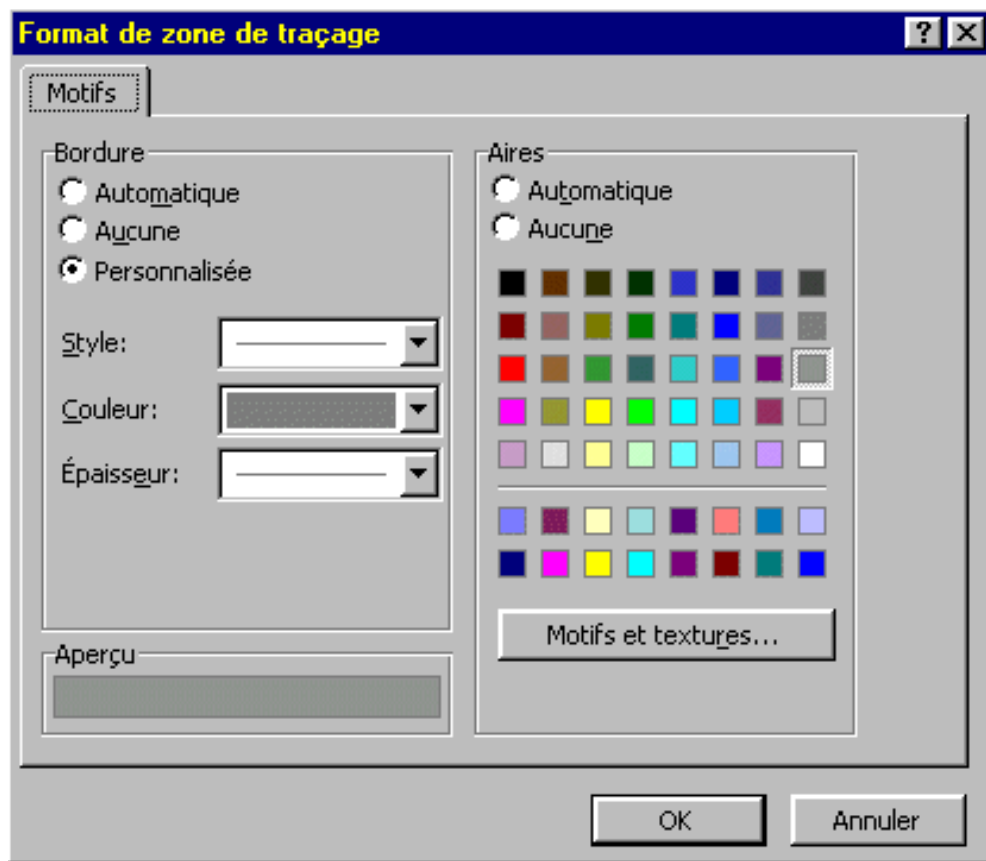 Format de zone de traçage
Motifs
Bordure
Automatique
Aucune
Personnalisée
Style:
Couleur:
Épaisseur:
Aperçu
Aires
Automatique
Aucune
Motifs et textures...
OK
Annuler